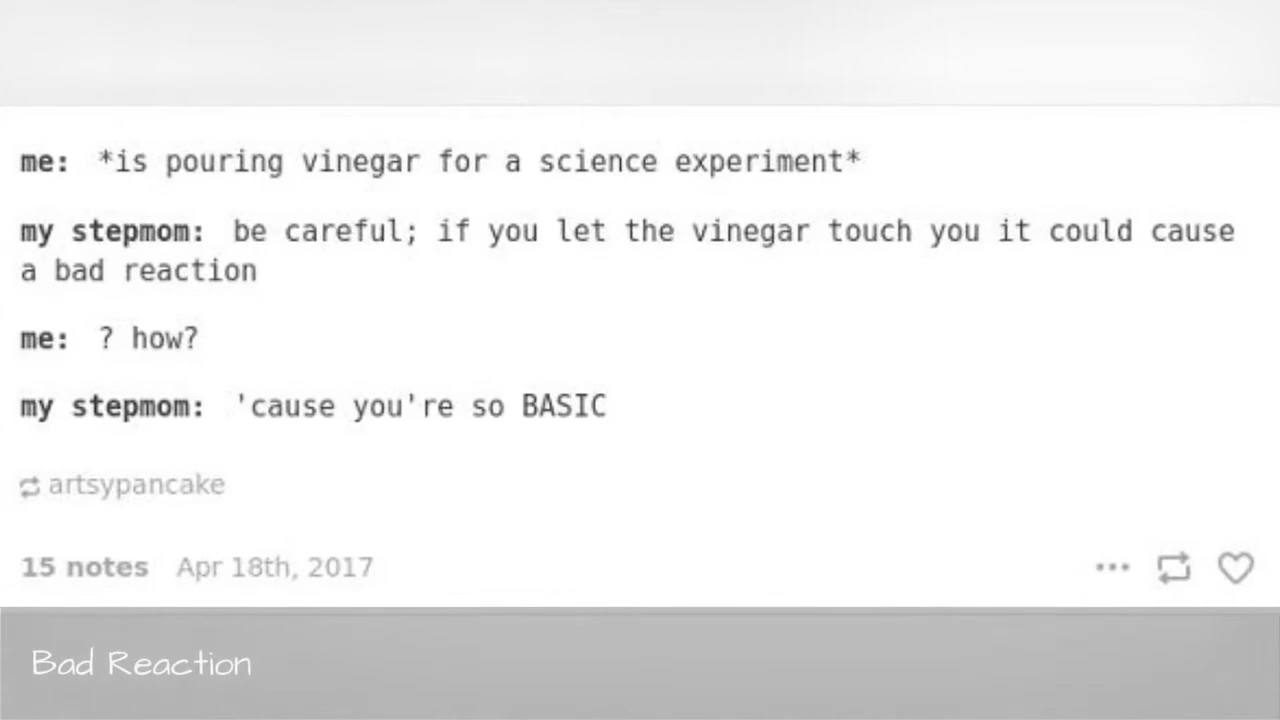 me: *is pouring vinegar for a science experiment*
my stepmom: be careful; if you let the vinegar touch you it could cause
a bad reaction
me: ? how?
my stepmom: 'cause you're so BASIC
artsypancake
15 notes Apr 18th, 2017
Bad Reaction